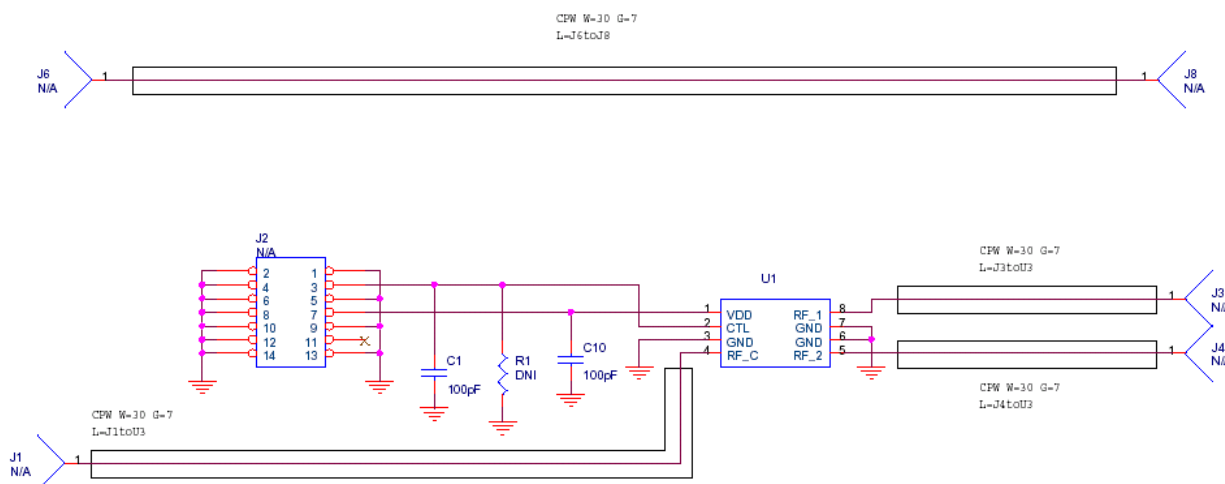 CPW W=30 G=7
L=J6toJ8
J6
N/A
1
1
J8
N/A
J2
N/A
2
1
4
3
6
5
8
7
10
9
12
11
14
13
C1
100pF
R1
DNI
C10
100pF
U1
1
VDD
RF_1
8
2
CTL
GND
7
3
GND
GND
6
4
RF_C
RF_2
5
CPW W=30 G=7
L=J3toU3
1
J3
N/
1
J4
N/
CPW W=30 G=7
L=J4toU3
CPW W=30 G=7
L=J1toU3
J1
N/A
1